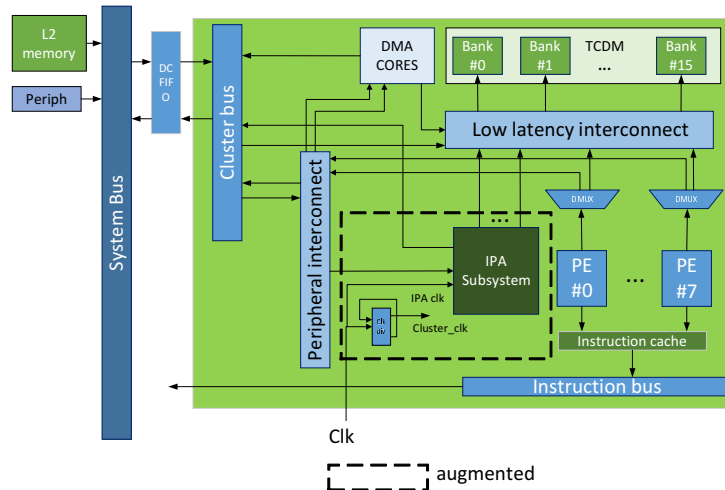 L2
memory
Periph
System Bus
DC
FIF
O
Cluster bus
DMA
CORES
Bank
#0
Bank
#1
TCDM
...
Bank
#15
Low latency interconnect
Peripheral interconnect
DMUX
DMUX
...
IPA
Subsystem
PE
#0
...
PE
#7
IPA clk
Clk
div
Cluster_clk
Instruction cache
Instruction bus
Clk
augmented